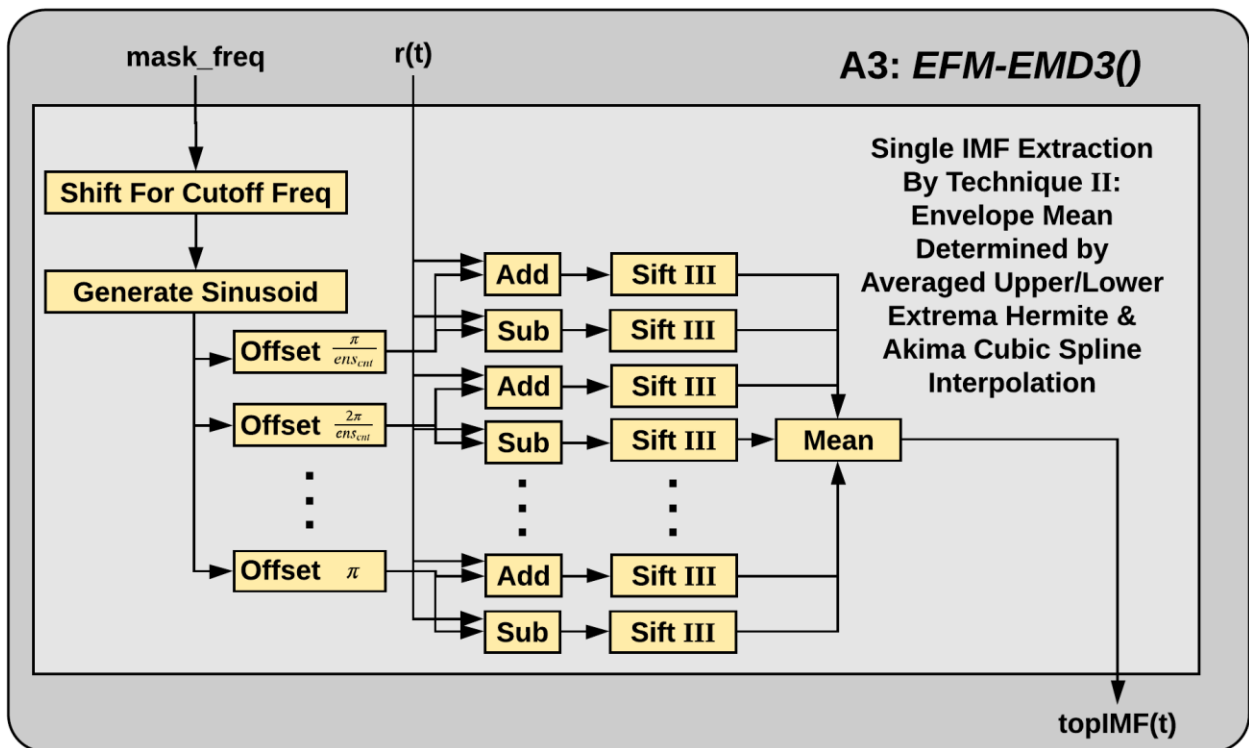 mask_freq
r(t)
A3: EFM-EMD3()
Shift For Cutoff Freq
Generate Sinusoid
Offset π/ens_cnt
Offset 2π/ens_cnt
Offset π
Add
Sift III
Sub
Sift III
Add
Sift III
Sub
Sift III
Add
Sift III
Sub
Sift III
Mean
Single IMF Extraction
By Technique II:
Envelope Mean
Determined by
Averaged Upper/Lower
Extrema Hermite &
Akima Cubic Spline
Interpolation
topIMF(t)